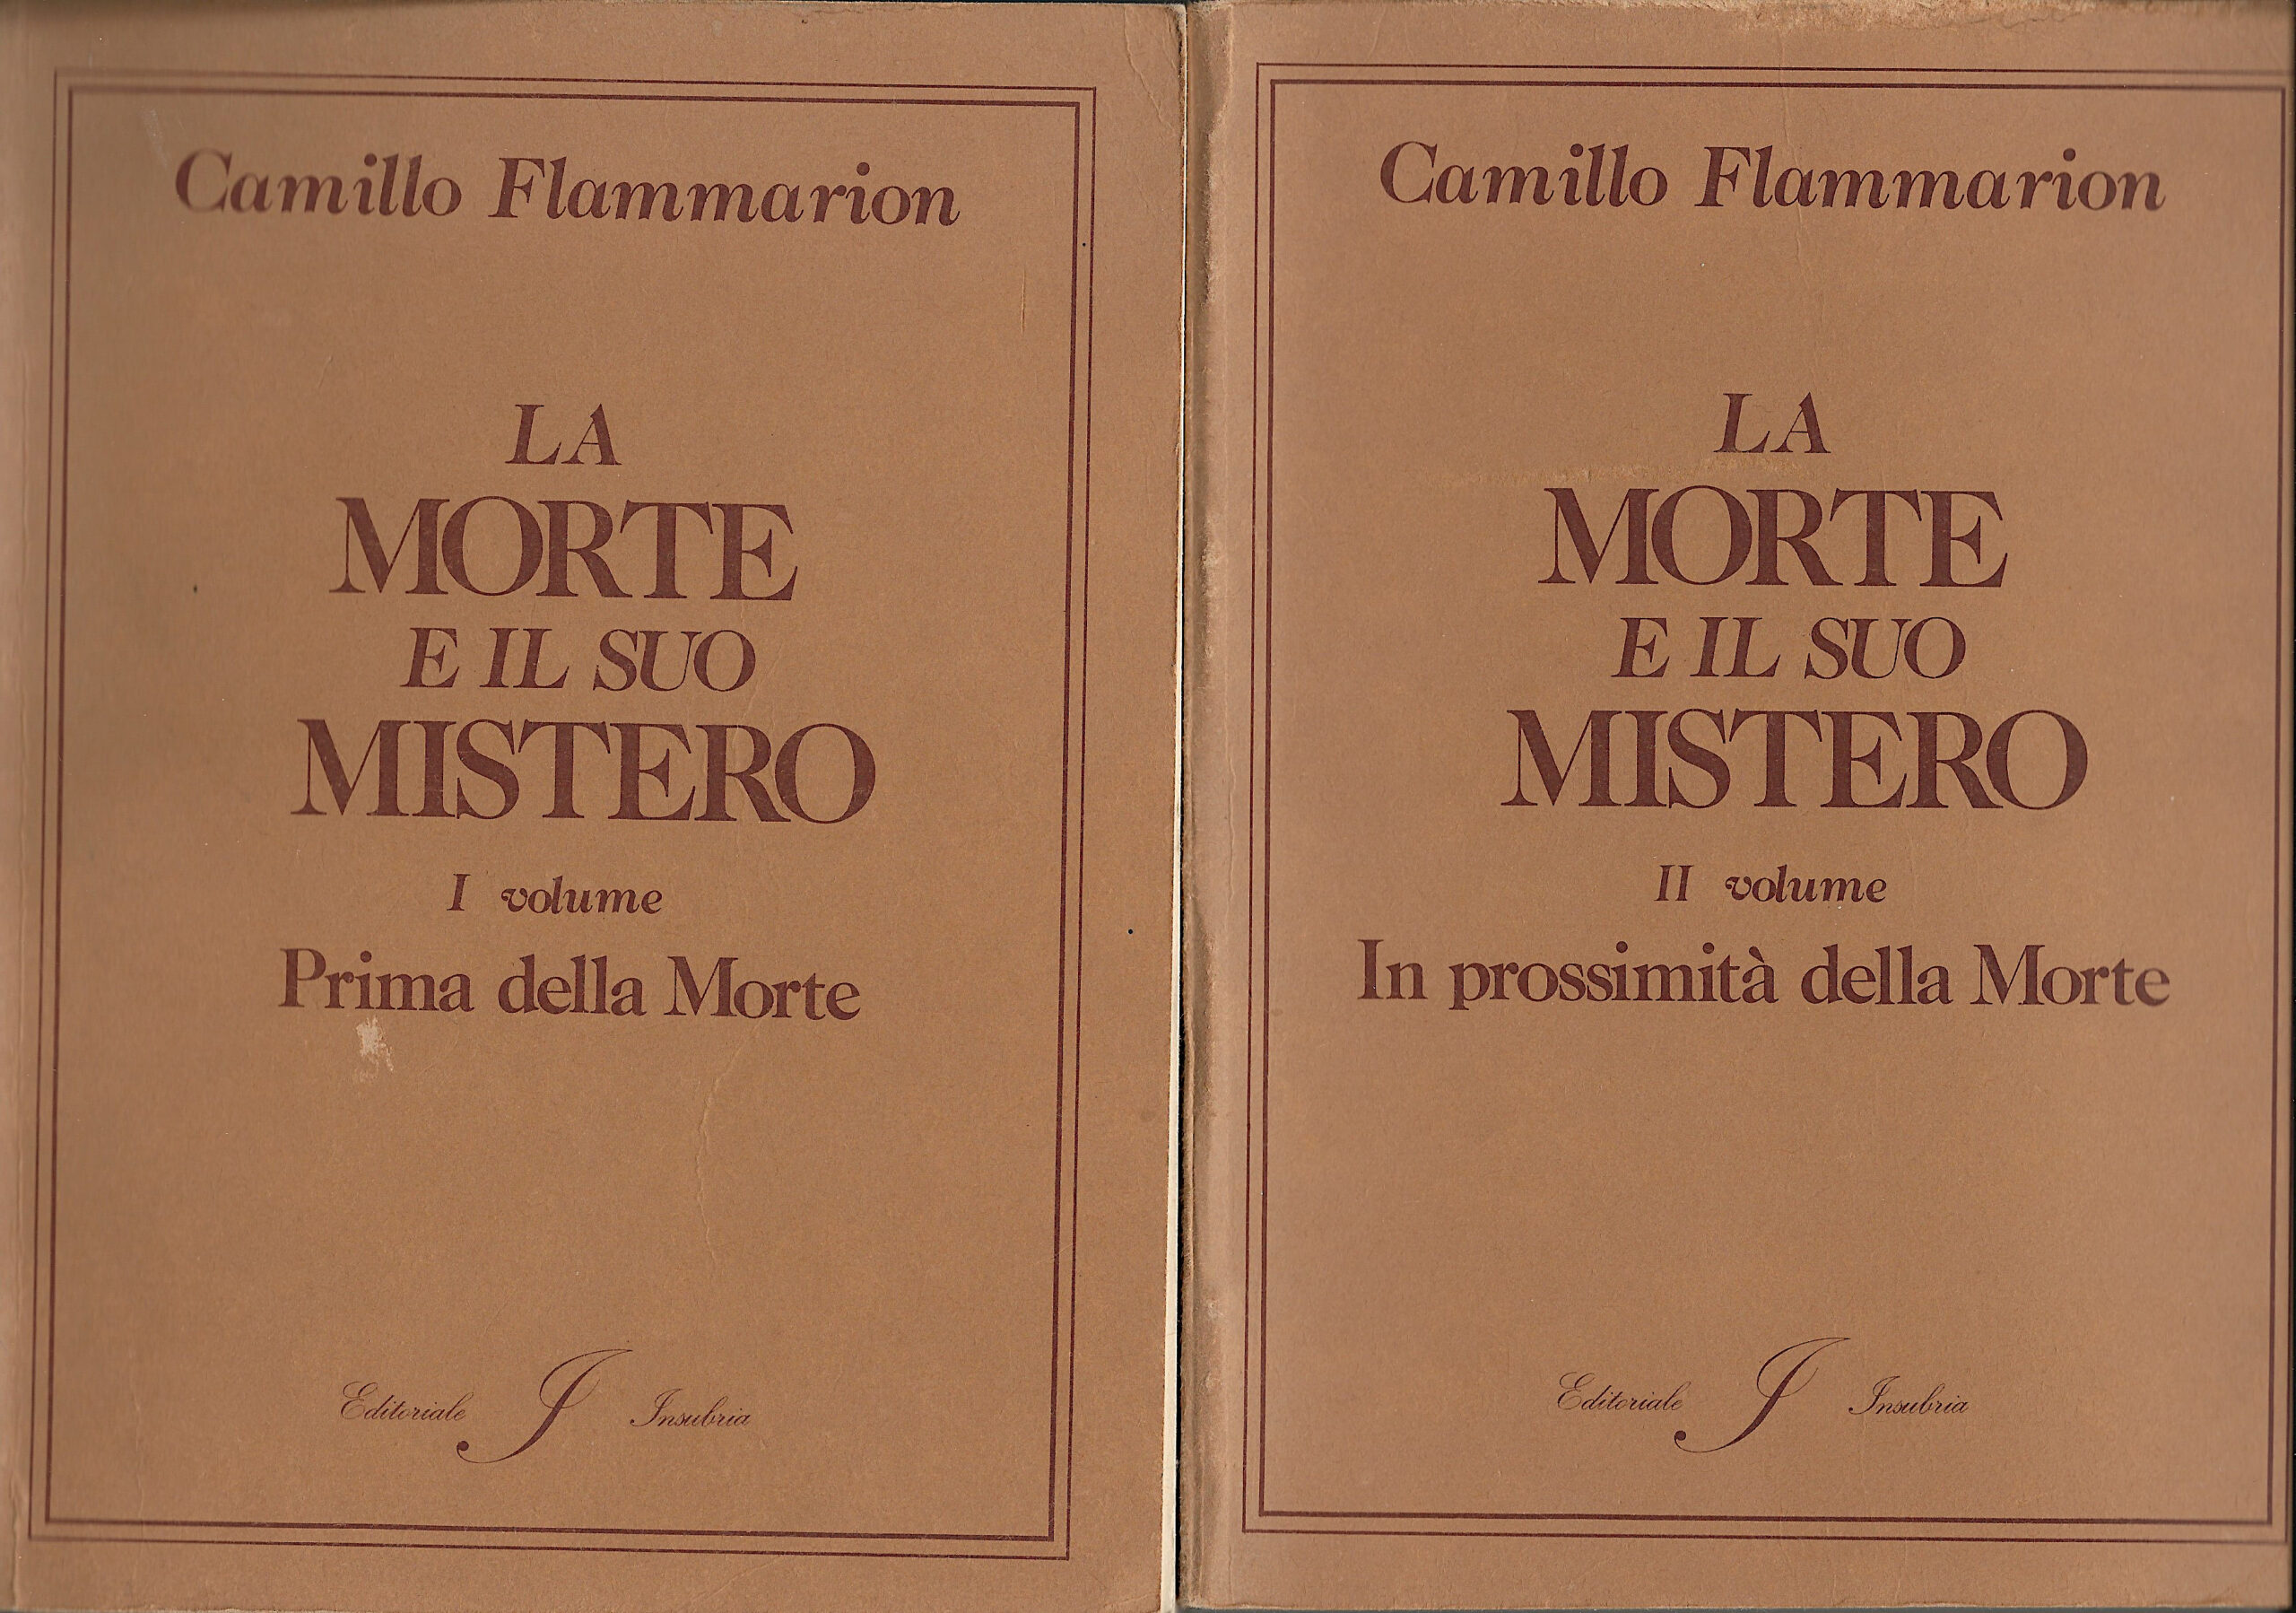 Camillo Flammarion
LA
MORTE
E IL SUO
MISTERO
I volume
Prima della Morte
Editoriale I Insubria
Camillo Flammarion
LA
MORTE
E IL SUO
MISTERO
II volume
In prossimità della Morte
Editoriale I Insubria